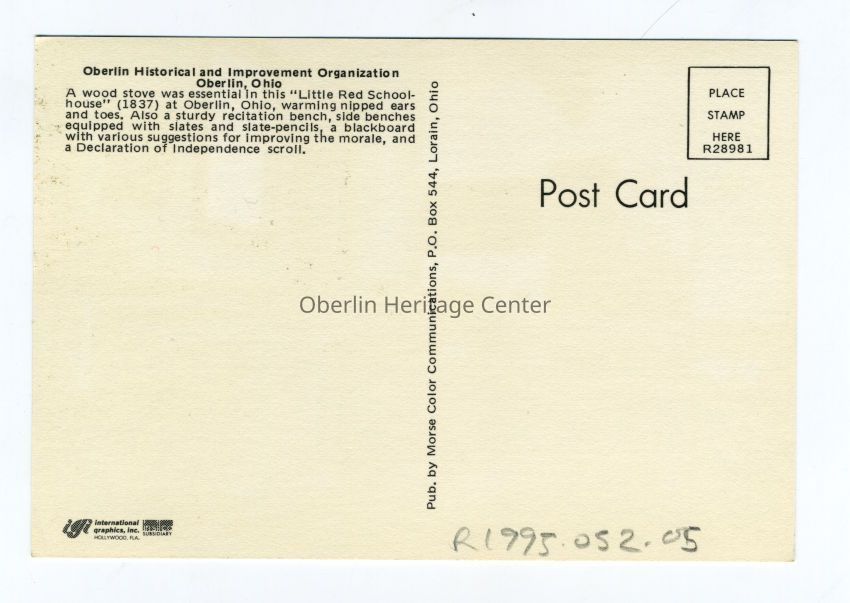 Oberlin Historical and Improvement Organization
Oberlin, Ohio
A wood stove was essential in this "Little Red School-
house" (1837) at Oberlin, Ohio, warming nipped ears
and toes. Also a sturdy recitation bench, side benches
equipped with slates and slate-pencils, a blackboard
with various suggestions for improving the morale, and
a Declaration of Independence scroll.
Pub. by Morse Color Communications, P.O. Box 544, Lorain, Ohio
PLACE
STAMP
HERE
R28981
Post Card
Oberlin Heritage Center
igi international
graphics, inc.
HOLLYWOOD, FLA.
SUBSIDIARY
R1995.052.05